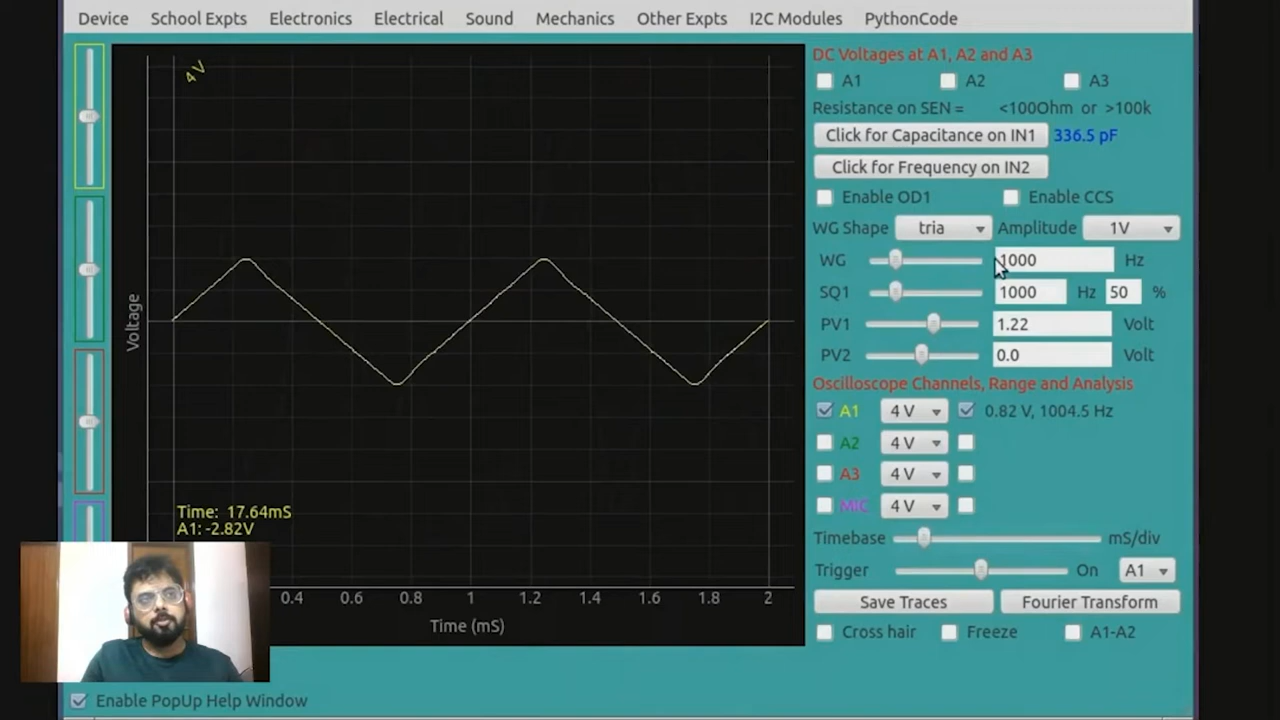 Device School Expts Electronics Electrical Sound Mechanics Other Expts I2C Modules PythonCode
4 V
Voltage
Time: 17.64mS
A1: -2.82V
0.4 0.6 0.8 1 1.2 1.4 1.6 1.8 2
Time (mS)
DC Voltages at A1, A2 and A3
A1 A2 A3
Resistance on SEN = <100Ohm or >100k
Click for Capacitance on IN1 336.5 pF
Click for Frequency on IN2
Enable OD1 Enable CCS
WG Shape tria Amplitude 1V
WG 1000 Hz
SQ1 1000 Hz 50 %
PV1 1.22 Volt
PV2 0.0 Volt
Oscilloscope Channels, Range and Analysis
A1 4 V 0.82 V, 1004.5 Hz
A2 4 V
A3 4 V
MIC 4 V
Timebase mS/div
Trigger On A1
Save Traces Fourier Transform
Cross hair Freeze A1-A2
Enable PopUp Help Window